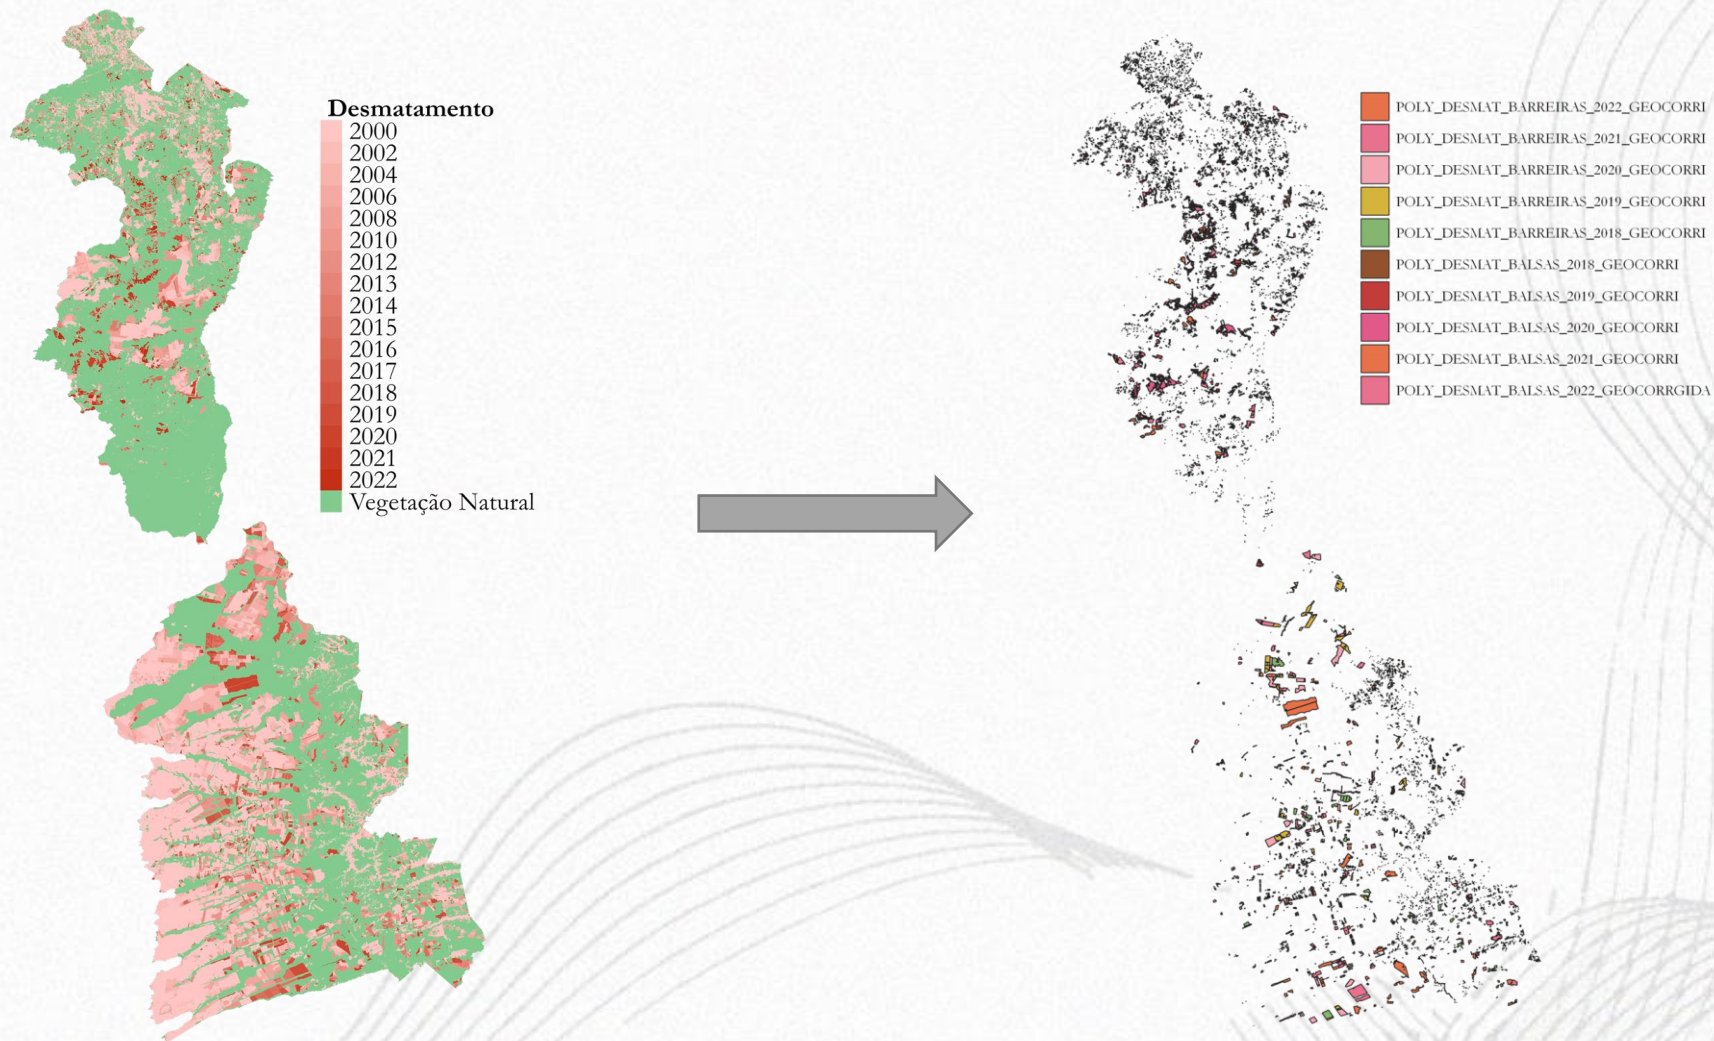 Desmatamento
2000
2002
2004
2006
2008
2010
2012
2013
2014
2015
2016
2017
2018
2019
2020
2021
2022
Vegetação Natural
POLY_DESMAT_BARREIRAS_2022_GEOCORRI
POLY_DESMAT_BARREIRAS_2021_GEOCORRI
POLY_DESMAT_BARREIRAS_2020_GEOCORRI
POLY_DESMAT_BARREIRAS_2019_GEOCORRI
POLY_DESMAT_BARREIRAS_2018_GEOCORRI
POLY_DESMAT_BALSAS_2018_GEOCORRI
POLY_DESMAT_BALSAS_2019_GEOCORRI
POLY_DESMAT_BALSAS_2020_GEOCORRI
POLY_DESMAT_BALSAS_2021_GEOCORRI
POLY_DESMAT_BALSAS_2022_GEOCORRGIDA